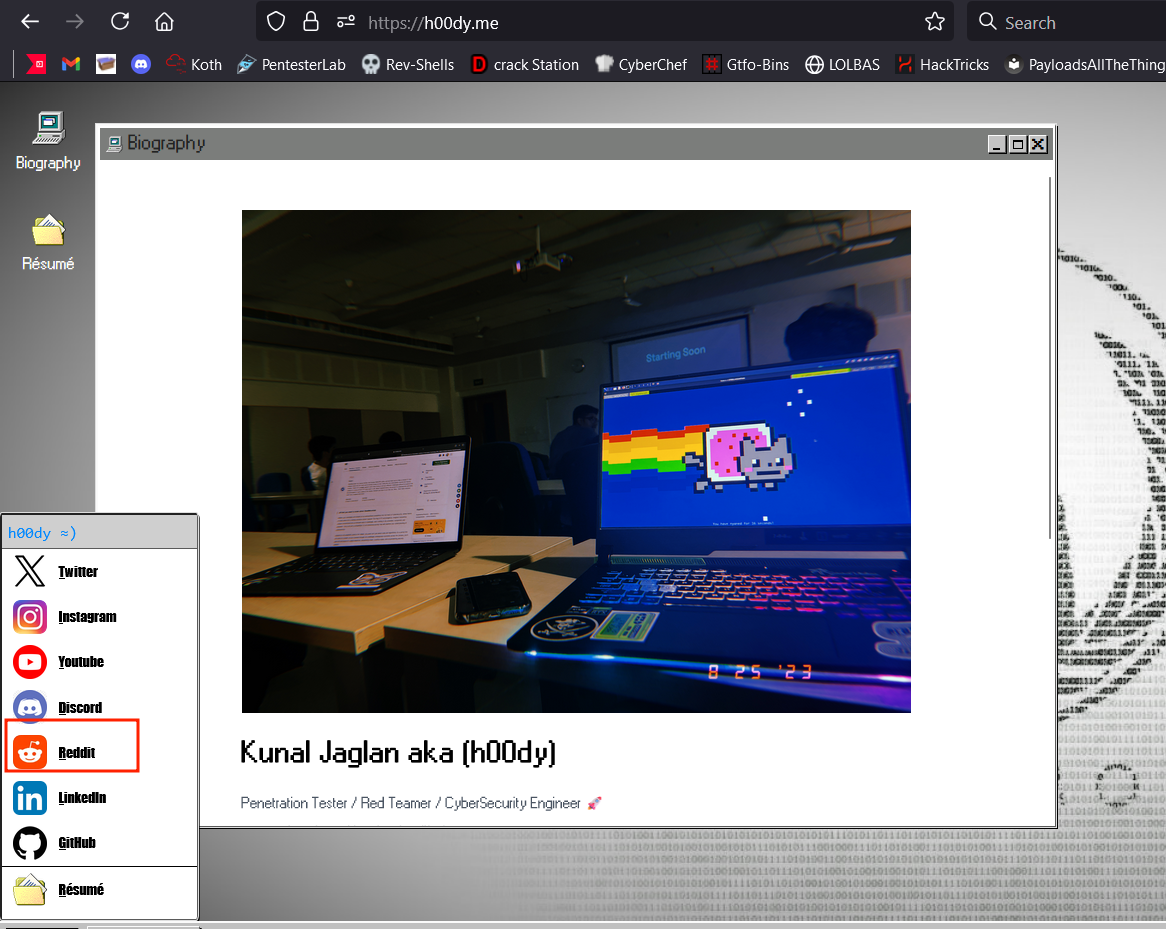 https://h00dy.me
Search
Koth
PentesterLab
Rev-Shells
crack Station
CyberChef
Gtfo-Bins
LOLBAS
HackTricks
PayloadsAllTheThing
Biography
Résumé
Biography
Starting Soon
8 25 '23
Kunal Jaglan aka (h00dy)
Penetration Tester / Red Teamer / CyberSecurity Engineer 🚀
h00dy ≈)
Twitter
Instagram
Youtube
Discord
Reddit
LinkedIn
GitHub
Résumé